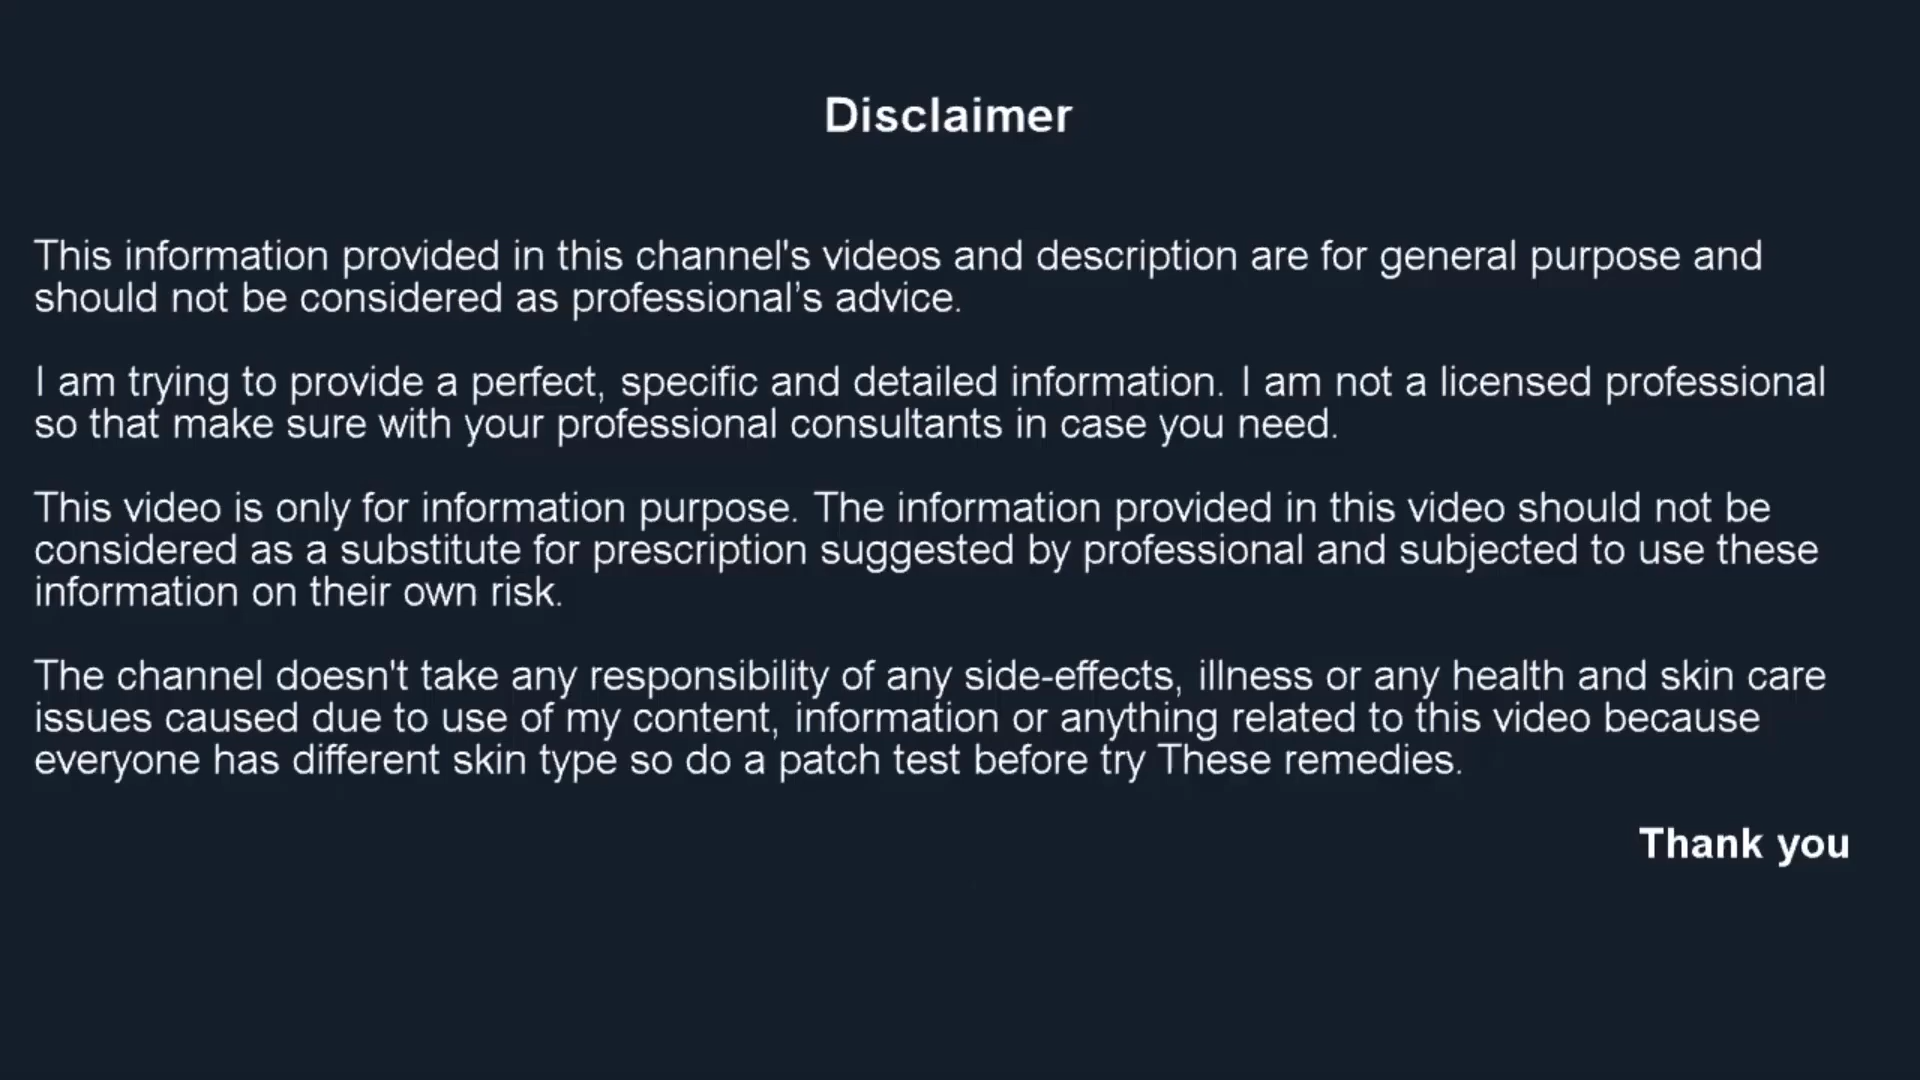 Disclaimer
This information provided in this channel's videos and description are for general purpose and
should not be considered as professional’s advice.
I am trying to provide a perfect, specific and detailed information. I am not a licensed professional
so that make sure with your professional consultants in case you need.
This video is only for information purpose. The information provided in this video should not be
considered as a substitute for prescription suggested by professional and subjected to use these
information on their own risk.
The channel doesn't take any responsibility of any side-effects, illness or any health and skin care
issues caused due to use of my content, information or anything related to this video because
everyone has different skin type so do a patch test before try These remedies.
Thank you